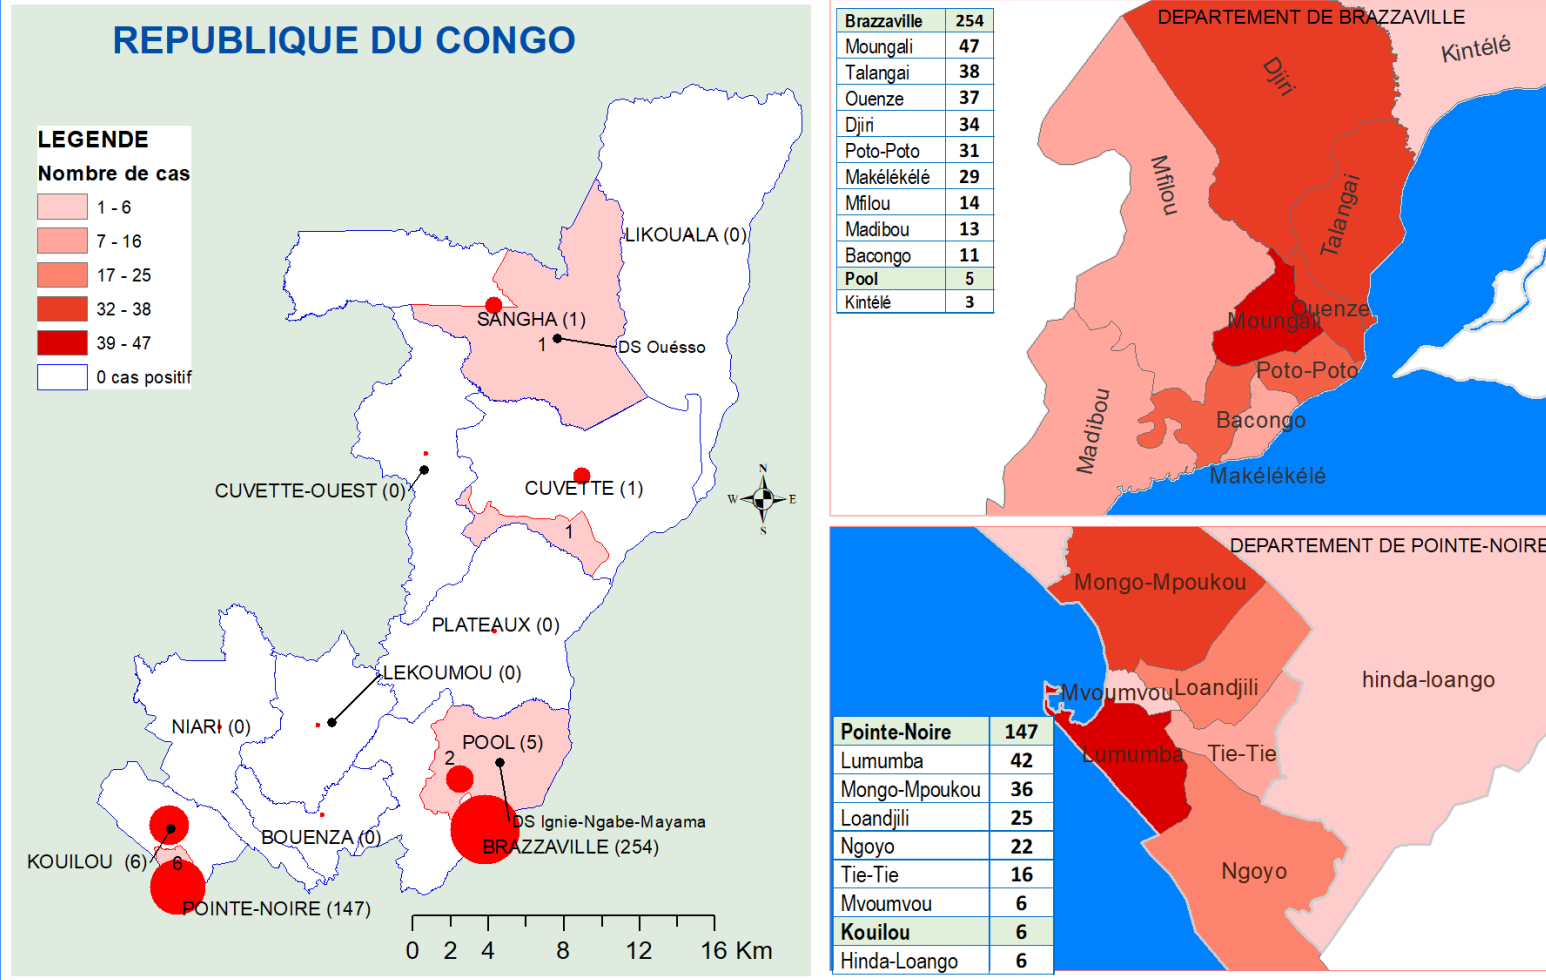 REPUBLIQUE DU CONGO
LEGENDE
Nombre de cas
1 - 6
7 - 16
17 - 25
32 - 38
39 - 47
0 cas positif
LIKOUALA (0)
SANGHA (1)
1
DS Ouésso
CUVETTE-OUEST (0)
CUVETTE (1)
1
N
W
E
S
PLATEAUX (0)
LEKOUMOU (0)
NIARI (0)
POOL (5)
2
DS Ignie-Ngabe-Mayama
BOUENZA (0)
BRAZZAVILLE (254)
KOUILOU (6)
6
POINTE-NOIRE (147)
0 2 4 8 12 16 Km
Brazzaville 254
Moungali 47
Talangai 38
Ouenze 37
Djiri 34
Poto-Poto 31
Makélékélé 29
Mfilou 14
Madibou 13
Bacongo 11
Pool 5
Kintélé 3
DEPARTEMENT DE BRAZZAVILLE
Kintélé
Djiri
Mfilou
Talangai
Ouenze
Moungali
Poto-Poto
Bacongo
Madibou
Makélékélé
DEPARTEMENT DE POINTE-NOIRE
Mongo-Mpoukou
hinda-loango
Mvoumvou
Loandjili
Lumumba
Tie-Tie
Ngoyo
Pointe-Noire 147
Lumumba 42
Mongo-Mpoukou 36
Loandjili 25
Ngoyo 22
Tie-Tie 16
Mvoumvou 6
Kouilou 6
Hinda-Loango 6